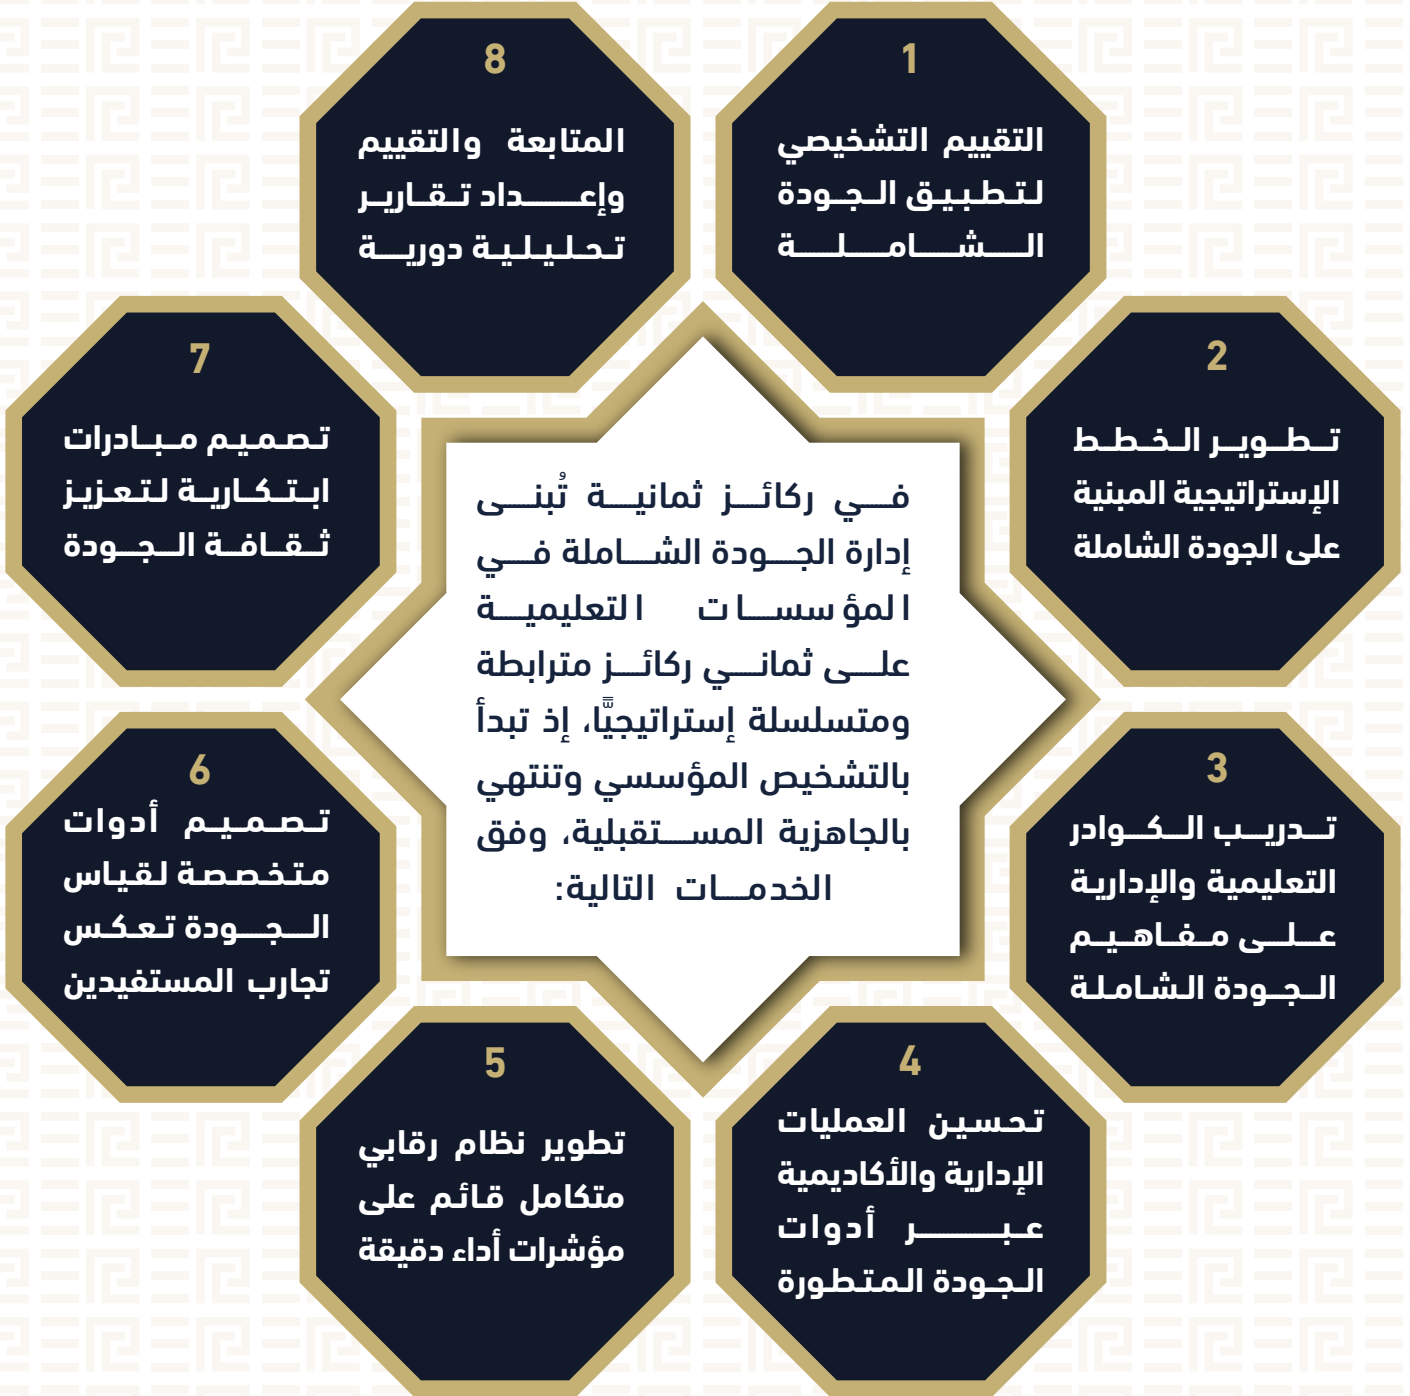 في ركائز ثمانية تُبنى
إدارة الجودة الشاملة في
المؤسسات التعليمية
على ثماني ركائز مترابطة
ومتسلسلة إستراتيجيًّا، إذ تبدأ
بالتشخيص المؤسسي وتنتهي
بالجاهزية المستقبلية، وفق
الخدمات التالية:
1
التقييم التشخيصي
لتطبيق الجودة
الشاملة
2
تطوير الخطط
الإستراتيجية المبنية
على الجودة الشاملة
3
تدريب الكوادر
التعليمية والإدارية
على مفاهيم
الجودة الشاملة
4
تحسين العمليات
الإدارية والأكاديمية
عبر أدوات
الجودة المتطورة
5
تطوير نظام رقابي
متكامل قائم على
مؤشرات أداء دقيقة
6
تصميم أدوات
متخصصة لقياس
الجودة تعكس
تجارب المستفيدين
7
تصميم مبادرات
ابتكارية لتعزيز
ثقافة الجودة
8
المتابعة والتقييم
وإعداد تقارير
تحليلية دورية